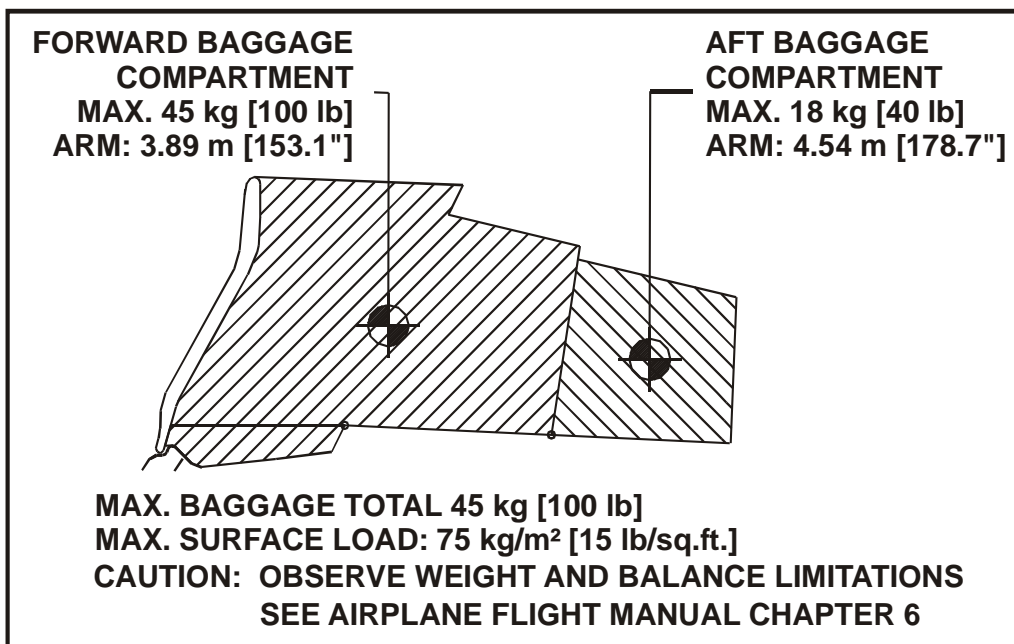 FORWARD BAGGAGE
COMPARTMENT
MAX. 45 kg [100 lb]
ARM: 3.89 m [153.1"]
AFT BAGGAGE
COMPARTMENT
MAX. 18 kg [40 lb]
ARM: 4.54 m [178.7"]
MAX. BAGGAGE TOTAL 45 kg [100 lb]
MAX. SURFACE LOAD: 75 kg/m² [15 lb/sq.ft.]
CAUTION: OBSERVE WEIGHT AND BALANCE LIMITATIONS
SEE AIRPLANE FLIGHT MANUAL CHAPTER 6